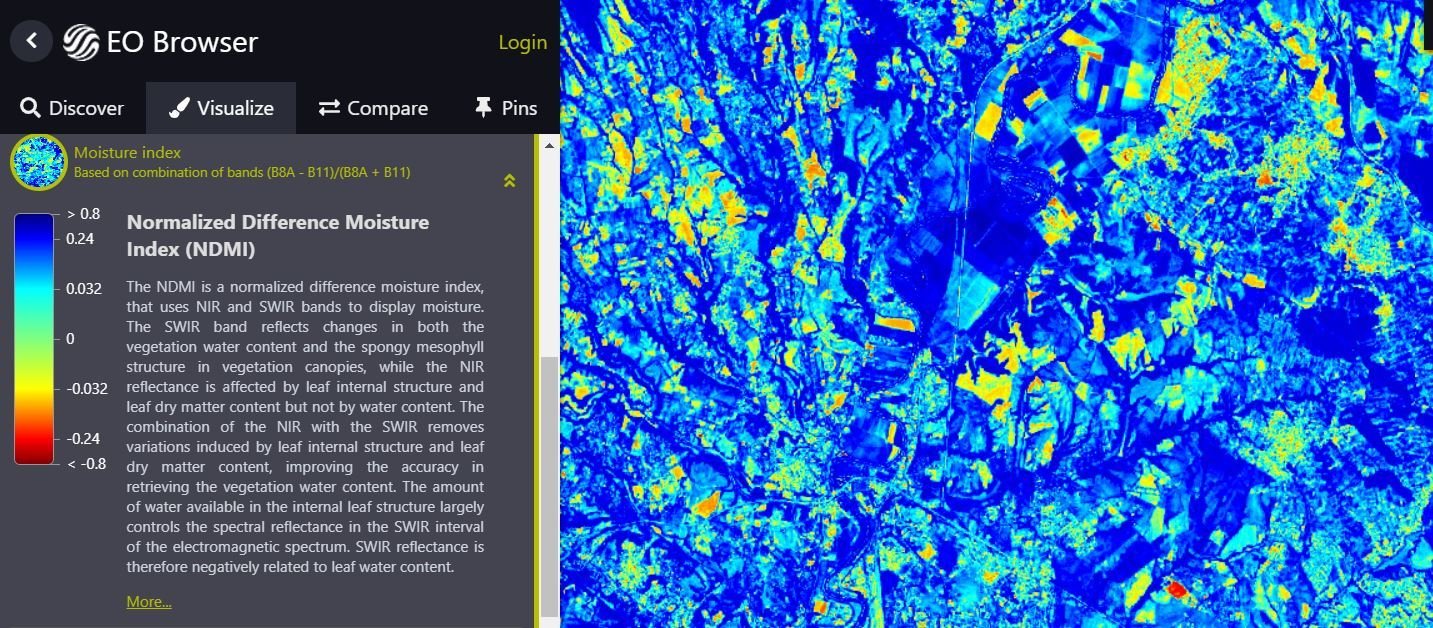 EO Browser
Login
Discover
Visualize
Compare
Pins
Moisture index
Based on combination of bands (B8A - B11)/(B8A + B11)
> 0.8
0.24
0.032
0
-0.032
-0.24
< -0.8
Normalized Difference Moisture
Index (NDMI)
The NDMI is a normalized difference moisture index,
that uses NIR and SWIR bands to display moisture.
The SWIR band reflects changes in both the
vegetation water content and the spongy mesophyll
structure in vegetation canopies, while the NIR
reflectance is affected by leaf internal structure and
leaf dry matter content but not by water content. The
combination of the NIR with the SWIR removes
variations induced by leaf internal structure and leaf
dry matter content, improving the accuracy in
retrieving the vegetation water content. The amount
of water available in the internal leaf structure largely
controls the spectral reflectance in the SWIR interval
of the electromagnetic spectrum. SWIR reflectance is
therefore negatively related to leaf water content.
More...